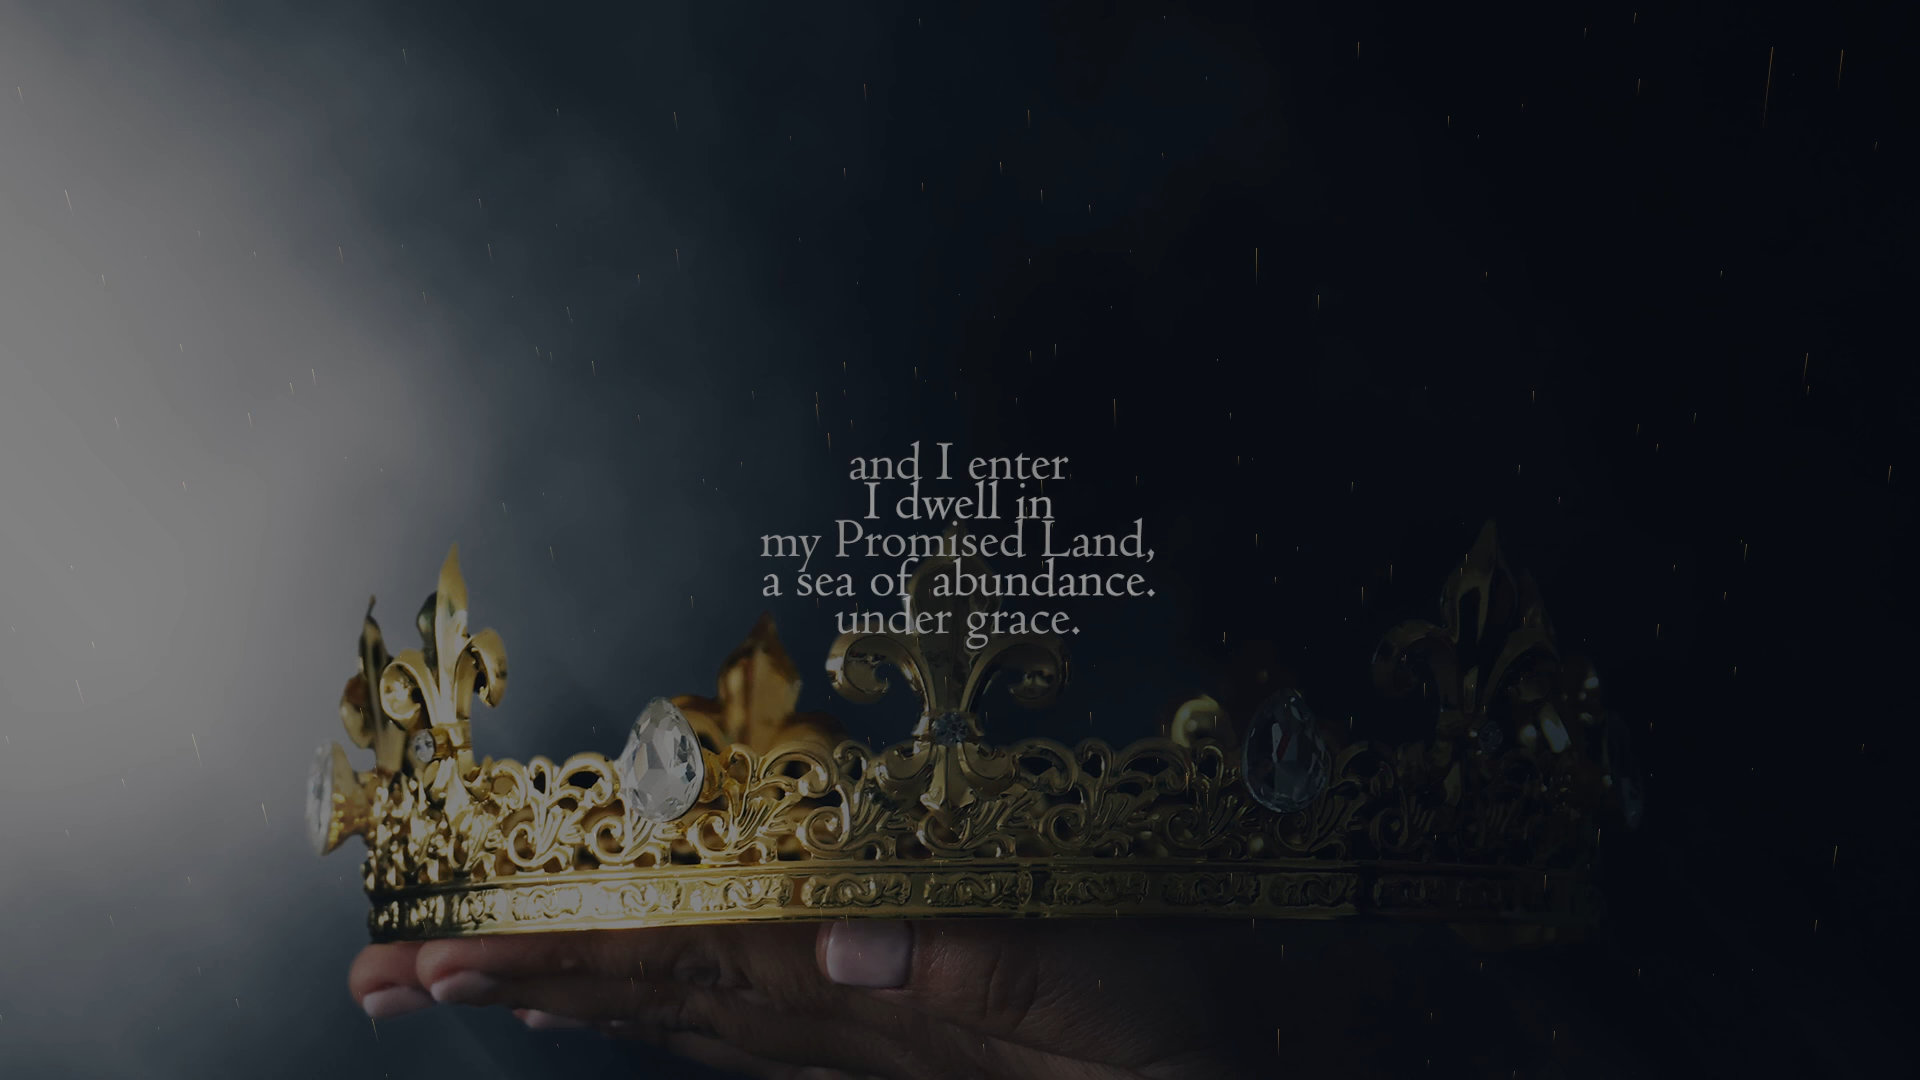 and I enter
I dwell in
my Promised Land,
a sea of abundance.
under grace.